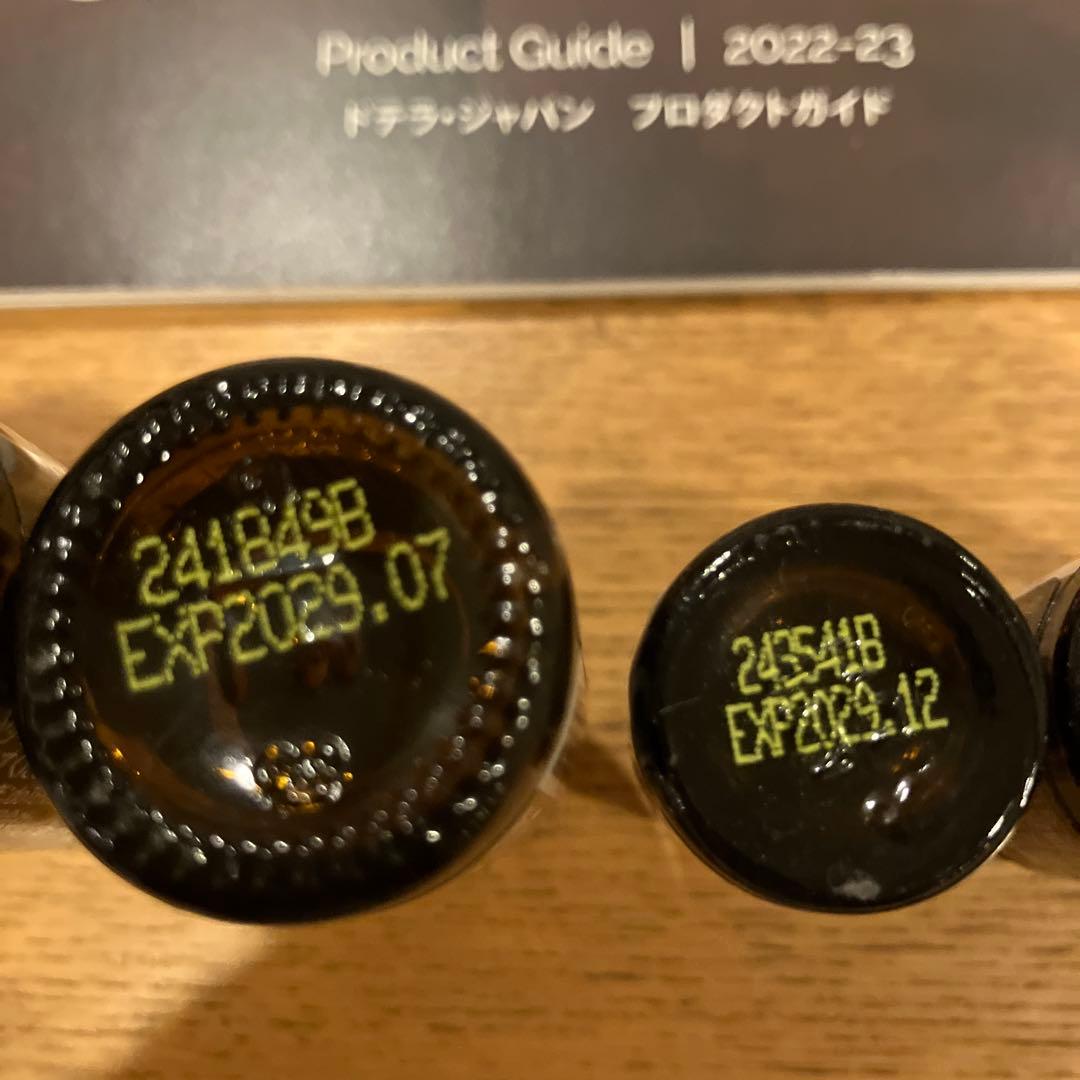 Product Guide | 2022-23
ドテラ・ジャパン プロダクトガイド
241849B
EXP2029.07
243541B
EXP2029.12